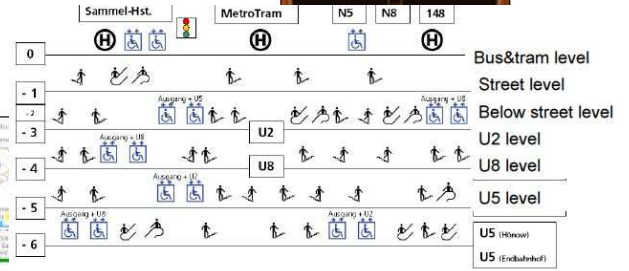 Sammel-Hst. MetroTram N5 N8 148
H H H
0 Bus&tram level
- 1 Street level
Ausgang + U5 Ausgang + U8
- 2 Below street level
- 3 U2 U2 level
Ausgang + U8
- 4 U8 U8 level
Ausgang + U2
- 5 U5 level
Ausgang + U8 Ausgang + U2
- 6 U5 (Hönow)
U5 (Endbahnhof)